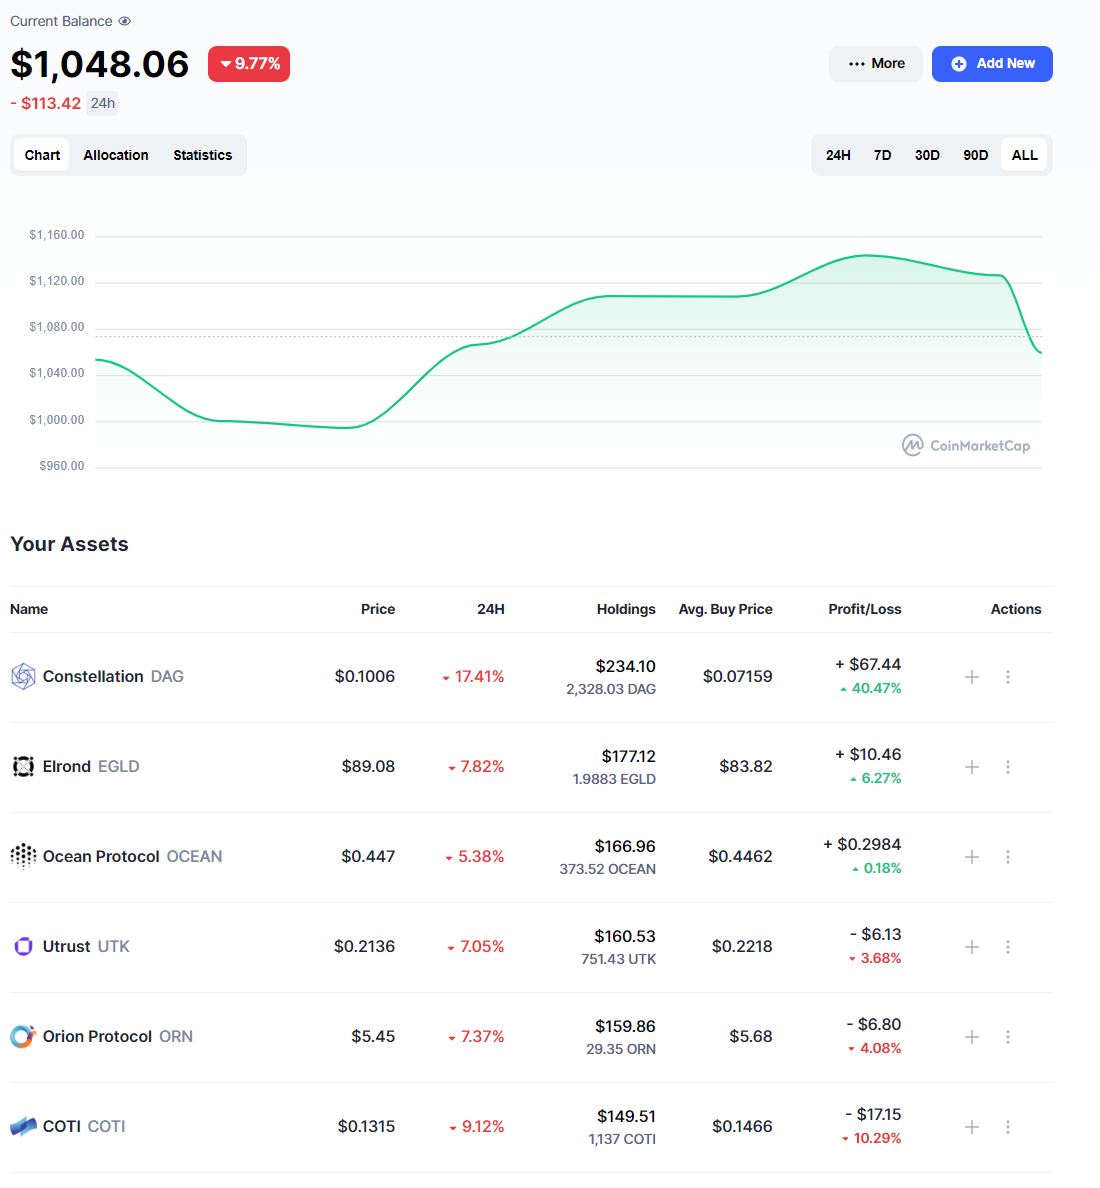 Current Balance
$1,048.06 9.77% More Add New
- $113.42 24h
Chart Allocation Statistics 24H 7D 30D 90D ALL
$1,160.00
$1,120.00
$1,080.00
$1,040.00
$1,000.00
CoinMarketCap
$960.00
Your Assets
Name Price 24H Holdings Avg. Buy Price Profit/Loss Actions
Constellation DAG $0.1006 17.41% $234.10 $0.07159 + $67.44
2,328.03 DAG 40.47%
Elrond EGLD $89.08 7.82% $177.12 $83.82 + $10.46
1.9883 EGLD 6.27%
Ocean Protocol OCEAN $0.447 5.38% $166.96 $0.4462 + $0.2984
373.52 OCEAN 0.18%
Utrust UTK $0.2136 7.05% $160.53 $0.2218 - $6.13
751.43 UTK 3.68%
Orion Protocol ORN $5.45 7.37% $159.86 $5.68 - $6.80
29.35 ORN 4.08%
COTI COTI $0.1315 9.12% $149.51 $0.1466 - $17.15
1,137 COTI 10.29%